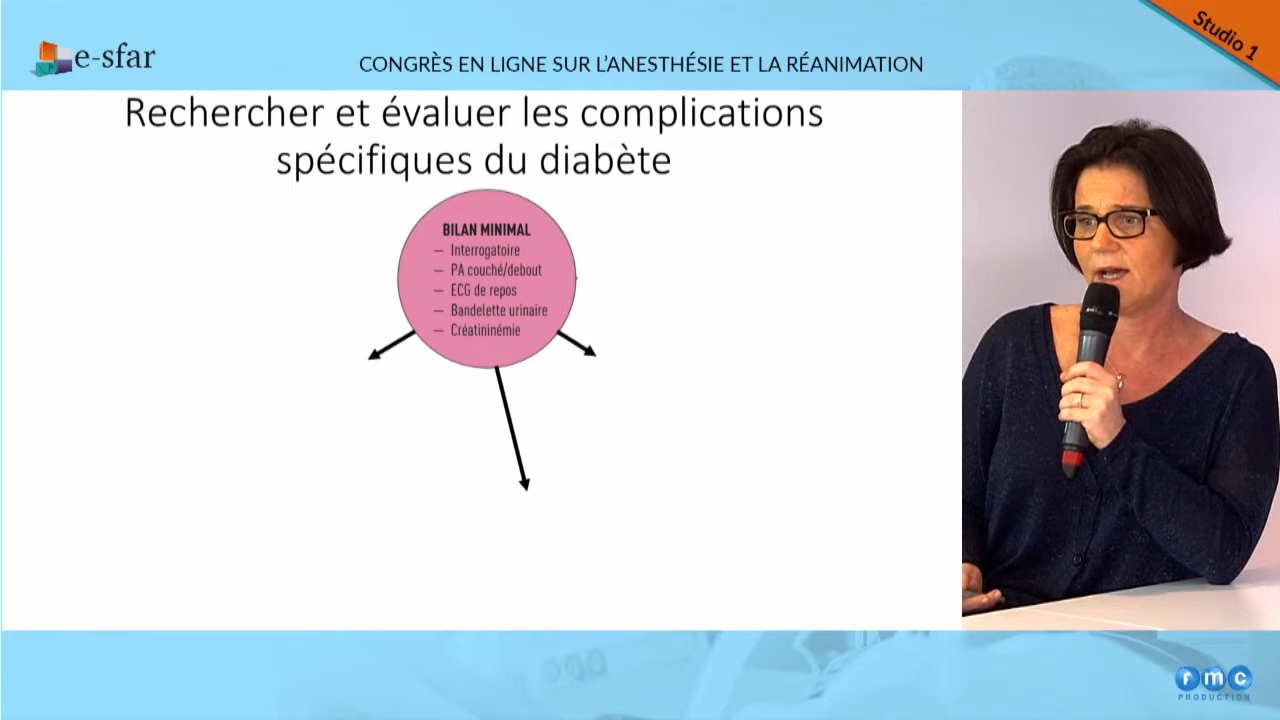 Studio 1
e-sfar
CONGRÈS EN LIGNE SUR L'ANESTHÉSIE ET LA RÉANIMATION
Rechercher et évaluer les complications
spécifiques du diabète
BILAN MINIMAL
— Interrogatoire
— PA couché/debout
— ECG de repos
— Bandelette urinaire
— Créatininémie
rmc
PRODUCTION